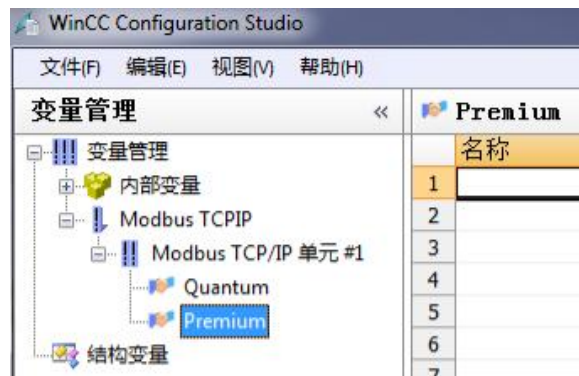 WinCC Configuration Studio
文件(F) 编辑(E) 视图(V) 帮助(H)
变量管理 «
Premium
名称
变量管理
内部变量
Modbus TCPIP
Modbus TCP/IP 单元 #1
Quantum
Premium
结构变量
1
2
3
4
5
6
7